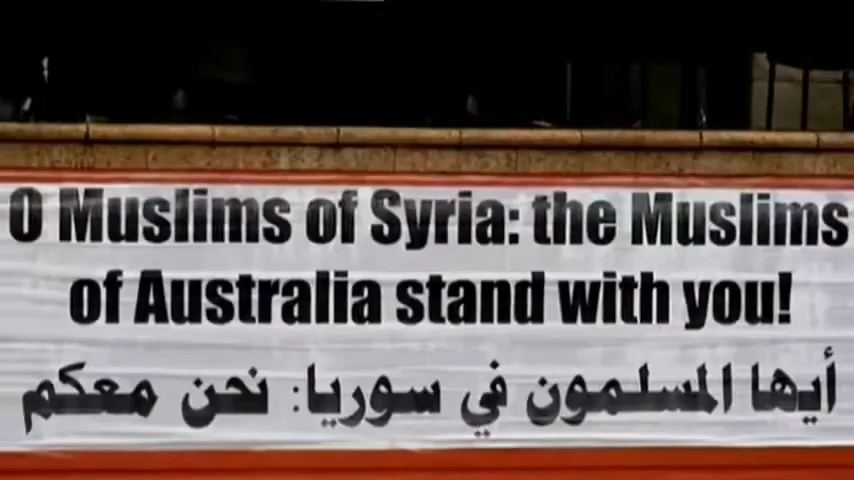 O Muslims of Syria: the Muslims
of Australia stand with you!
أيها المسلمون في سوريا: نحن معكم